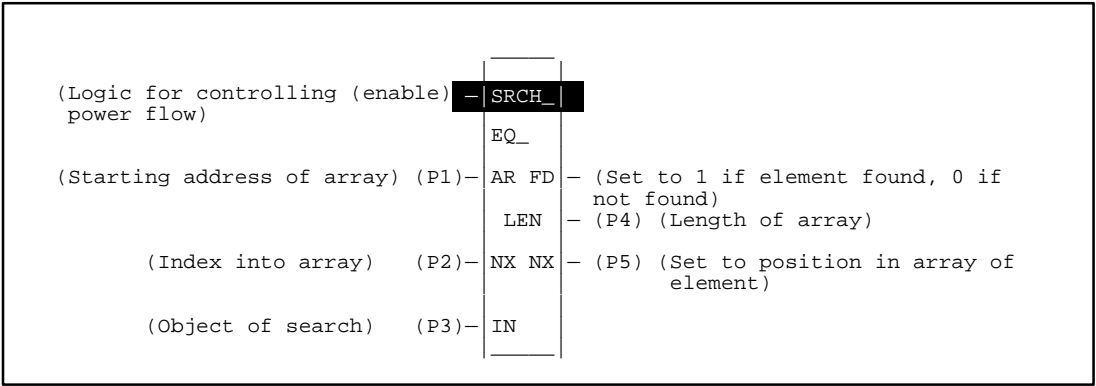 (Logic for controlling (enable) –|SRCH_|
power flow)
EQ_
(Starting address of array) (P1)–|AR FD|– (Set to 1 if element found, 0 if
not found)
LEN |– (P4) (Length of array)
(Index into array) (P2)–|NX NX|– (P5) (Set to position in array of
element)
(Object of search) (P3)–|IN